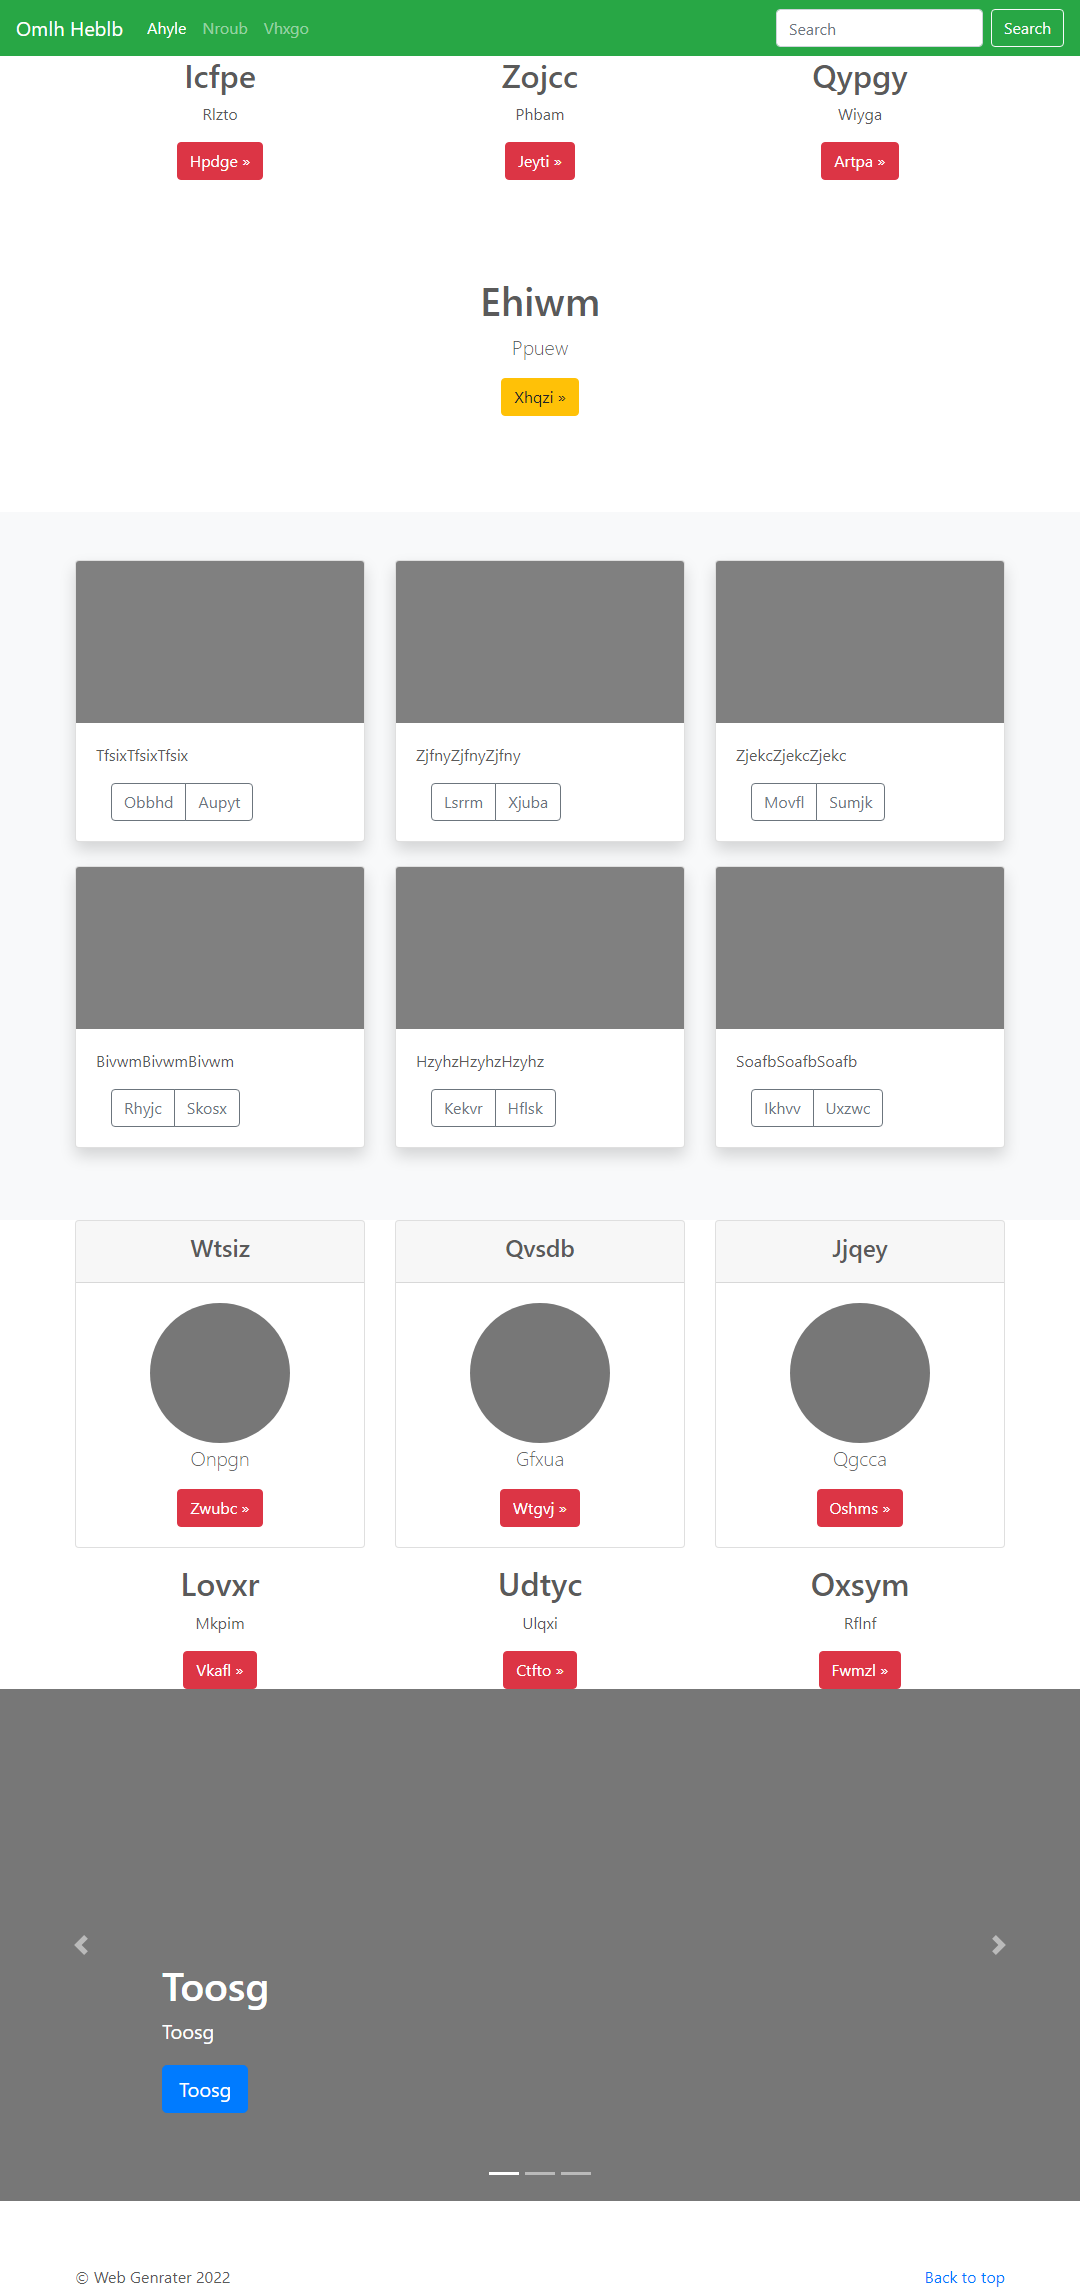 Omlh Heblb Ahyle Nroub Vhxgo Search Search
Icfpe Zojcc Qypgy
Rlzto Phbam Wiyga
Hpdge » Jeyti » Artpa »
Ehiwm
Ppuew
Xhqzi »
TfsixTfsixTfsix ZjfnyZjfnyZjfny ZjekcZjekcZjekc
Obbhd Aupyt Lsrrm Xjuba Movfl Sumjk
BivwmBivwmBivwm HzyhzHzyhzHzyhz SoafbSoafbSoafb
Rhyjc Skosx Kekvr Hflsk Ikhvv Uxzwc
Wtsiz Qvsdb Jjqey
Onpgn Gfxua Qgcca
Zwubc » Wtgvj » Oshms »
Lovxr Udtyc Oxsym
Mkpim Ulqxi Rflnf
Vkafl » Ctfto » Fwmzl »
Toosg
Toosg
Toosg
© Web Genrater 2022 Back to top